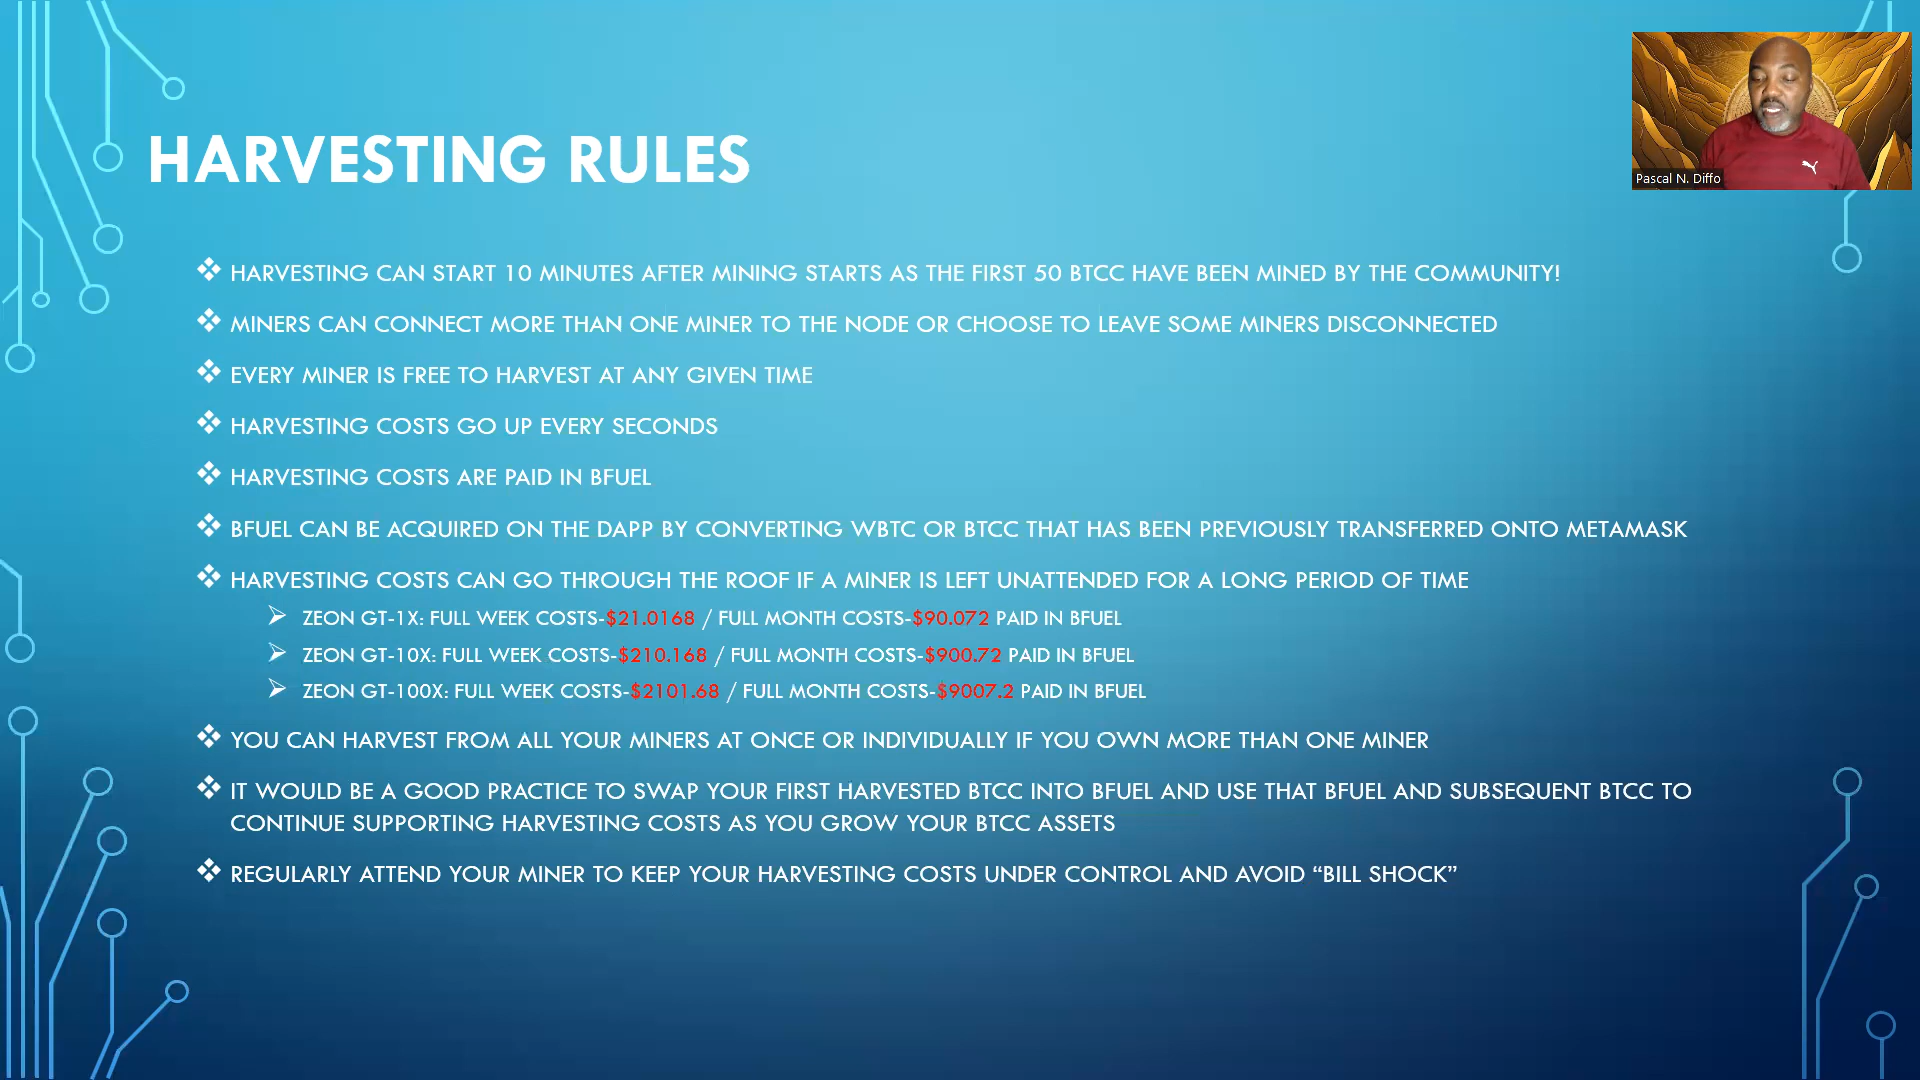 HARVESTING RULES
Pascal N. Diffo
HARVESTING CAN START 10 MINUTES AFTER MINING STARTS AS THE FIRST 50 BTCC HAVE BEEN MINED BY THE COMMUNITY!
MINERS CAN CONNECT MORE THAN ONE MINER TO THE NODE OR CHOOSE TO LEAVE SOME MINERS DISCONNECTED
EVERY MINER IS FREE TO HARVEST AT ANY GIVEN TIME
HARVESTING COSTS GO UP EVERY SECONDS
HARVESTING COSTS ARE PAID IN BFUEL
BFUEL CAN BE ACQUIRED ON THE DAPP BY CONVERTING WBTC OR BTCC THAT HAS BEEN PREVIOUSLY TRANSFERRED ONTO METAMASK
HARVESTING COSTS CAN GO THROUGH THE ROOF IF A MINER IS LEFT UNATTENDED FOR A LONG PERIOD OF TIME
ZEON GT-1X: FULL WEEK COSTS-$21.0168 / FULL MONTH COSTS-$90.072 PAID IN BFUEL
ZEON GT-10X: FULL WEEK COSTS-$210.168 / FULL MONTH COSTS-$900.72 PAID IN BFUEL
ZEON GT-100X: FULL WEEK COSTS-$2101.68 / FULL MONTH COSTS-$9007.2 PAID IN BFUEL
YOU CAN HARVEST FROM ALL YOUR MINERS AT ONCE OR INDIVIDUALLY IF YOU OWN MORE THAN ONE MINER
IT WOULD BE A GOOD PRACTICE TO SWAP YOUR FIRST HARVESTED BTCC INTO BFUEL AND USE THAT BFUEL AND SUBSEQUENT BTCC TO
CONTINUE SUPPORTING HARVESTING COSTS AS YOU GROW YOUR BTCC ASSETS
REGULARLY ATTEND YOUR MINER TO KEEP YOUR HARVESTING COSTS UNDER CONTROL AND AVOID “BILL SHOCK”